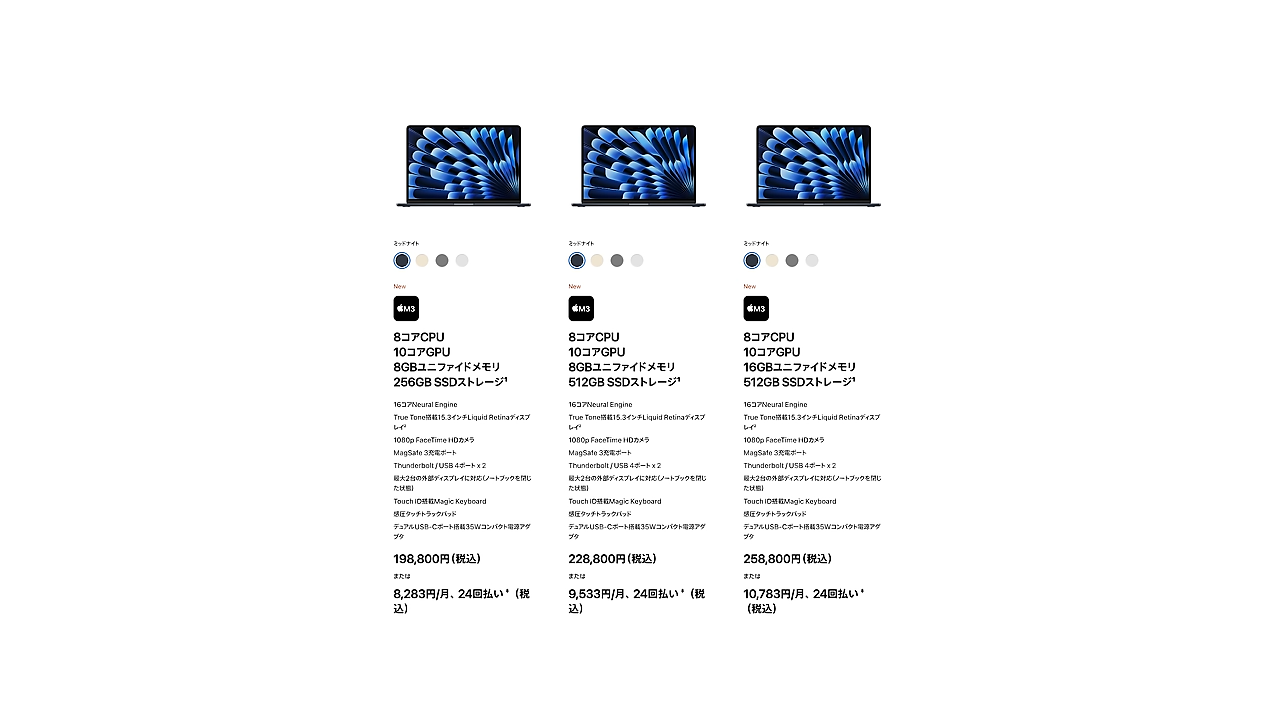 ミッドナイト
New
M3
8コアCPU
10コアGPU
8GBユニファイドメモリ
256GB SSDストレージ¹
16コアNeural Engine
True Tone搭載15.3インチLiquid Retinaディスプ
レイ²
1080p FaceTime HDカメラ
MagSafe 3充電ポート
Thunderbolt / USB 4ポート x 2
最大2台の外部ディスプレイに対応(ノートブックを閉じ
た状態)
Touch ID搭載Magic Keyboard
感圧タッチトラックパッド
デュアルUSB-Cポート搭載35Wコンパクト電源アダ
プタ
198,800円(税込)
または
8,283円/月、24回払い⁺(税
込)
ミッドナイト
New
M3
8コアCPU
10コアGPU
8GBユニファイドメモリ
512GB SSDストレージ¹
16コアNeural Engine
True Tone搭載15.3インチLiquid Retinaディスプ
レイ²
1080p FaceTime HDカメラ
MagSafe 3充電ポート
Thunderbolt / USB 4ポート x 2
最大2台の外部ディスプレイに対応(ノートブックを閉じ
た状態)
Touch ID搭載Magic Keyboard
感圧タッチトラックパッド
デュアルUSB-Cポート搭載35Wコンパクト電源アダ
プタ
228,800円(税込)
または
9,533円/月、24回払い⁺(税
込)
ミッドナイト
New
M3
8コアCPU
10コアGPU
16GBユニファイドメモリ
512GB SSDストレージ¹
16コアNeural Engine
True Tone搭載15.3インチLiquid Retinaディスプ
レイ²
1080p FaceTime HDカメラ
MagSafe 3充電ポート
Thunderbolt / USB 4ポート x 2
最大2台の外部ディスプレイに対応(ノートブックを閉じ
た状態)
Touch ID搭載Magic Keyboard
感圧タッチトラックパッド
デュアルUSB-Cポート搭載35Wコンパクト電源アダ
プタ
258,800円(税込)
または
10,783円/月、24回払い⁺
(税込)